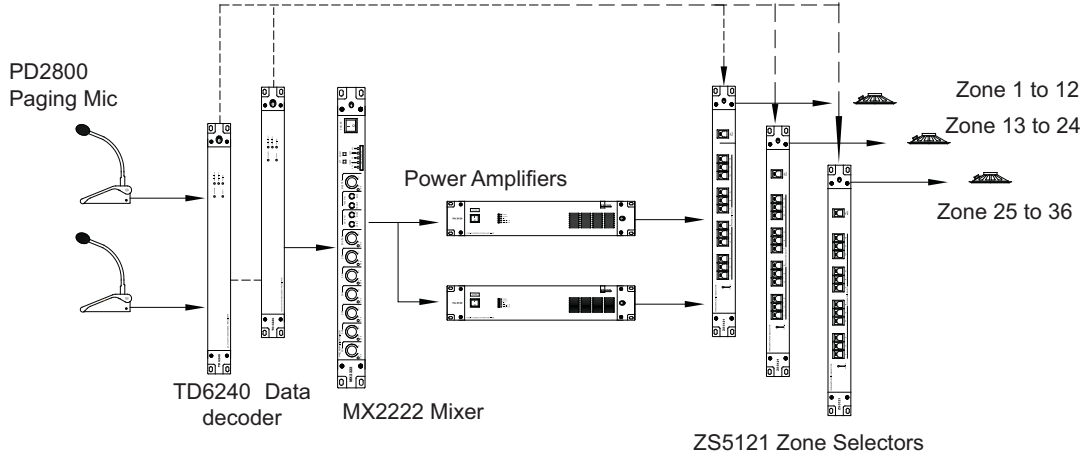 PD2800
Paging Mic
Zone 1 to 12
Zone 13 to 24
Power Amplifiers
Zone 25 to 36
TD6240 Data
decoder
MX2222 Mixer
ZS5121 Zone Selectors